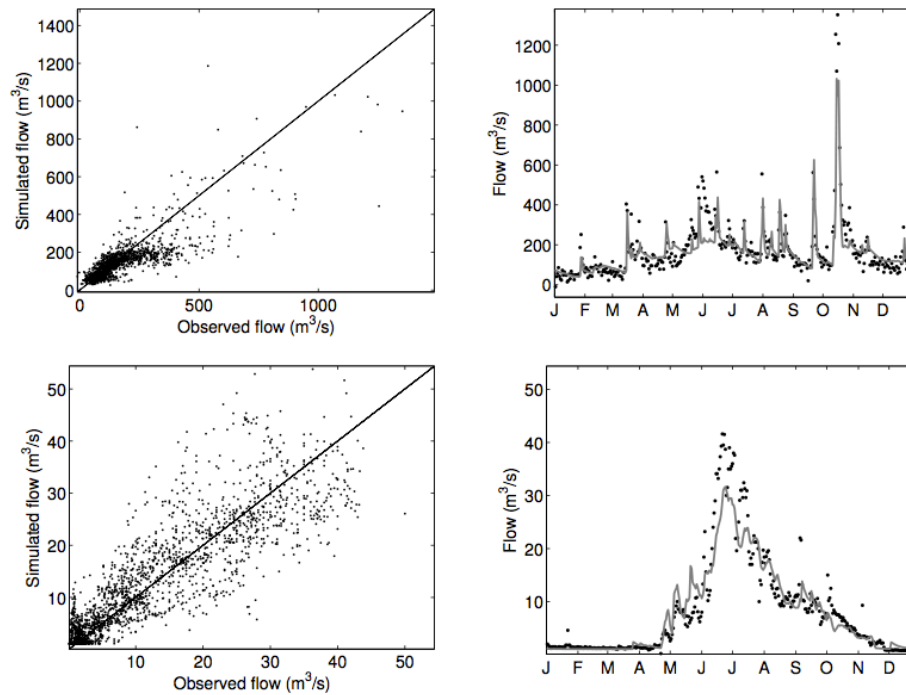 1400
1200
1000
800
600
400
200
0
Simulated flow (m³/s)
0 500 1000
Observed flow (m³/s)
1400
1200
1000
800
600
400
200
0
Flow (m³/s)
J F M A M J J A S O N D
50
40
30
20
10
Simulated flow (m³/s)
10 20 30 40 50
Observed flow (m³/s)
50
40
30
20
10
Flow (m³/s)
J F M A M J J A S O N D